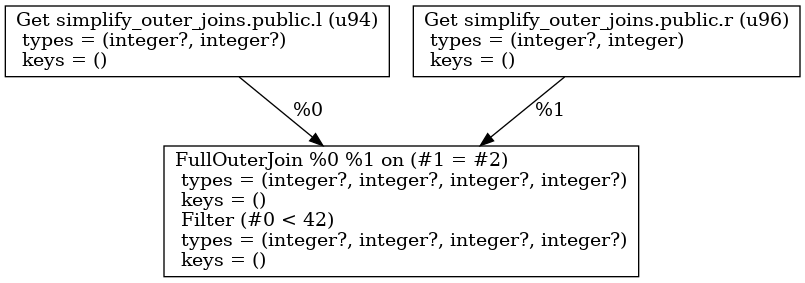 Get simplify_outer_joins.public.l (u94)
types = (integer?, integer?)
keys = ()
Get simplify_outer_joins.public.r (u96)
types = (integer?, integer)
keys = ()
%0
%1
FullOuterJoin %0 %1 on (#1 = #2)
types = (integer?, integer?, integer?, integer?)
keys = ()
Filter (#0 < 42)
types = (integer?, integer?, integer?, integer?)
keys = ()